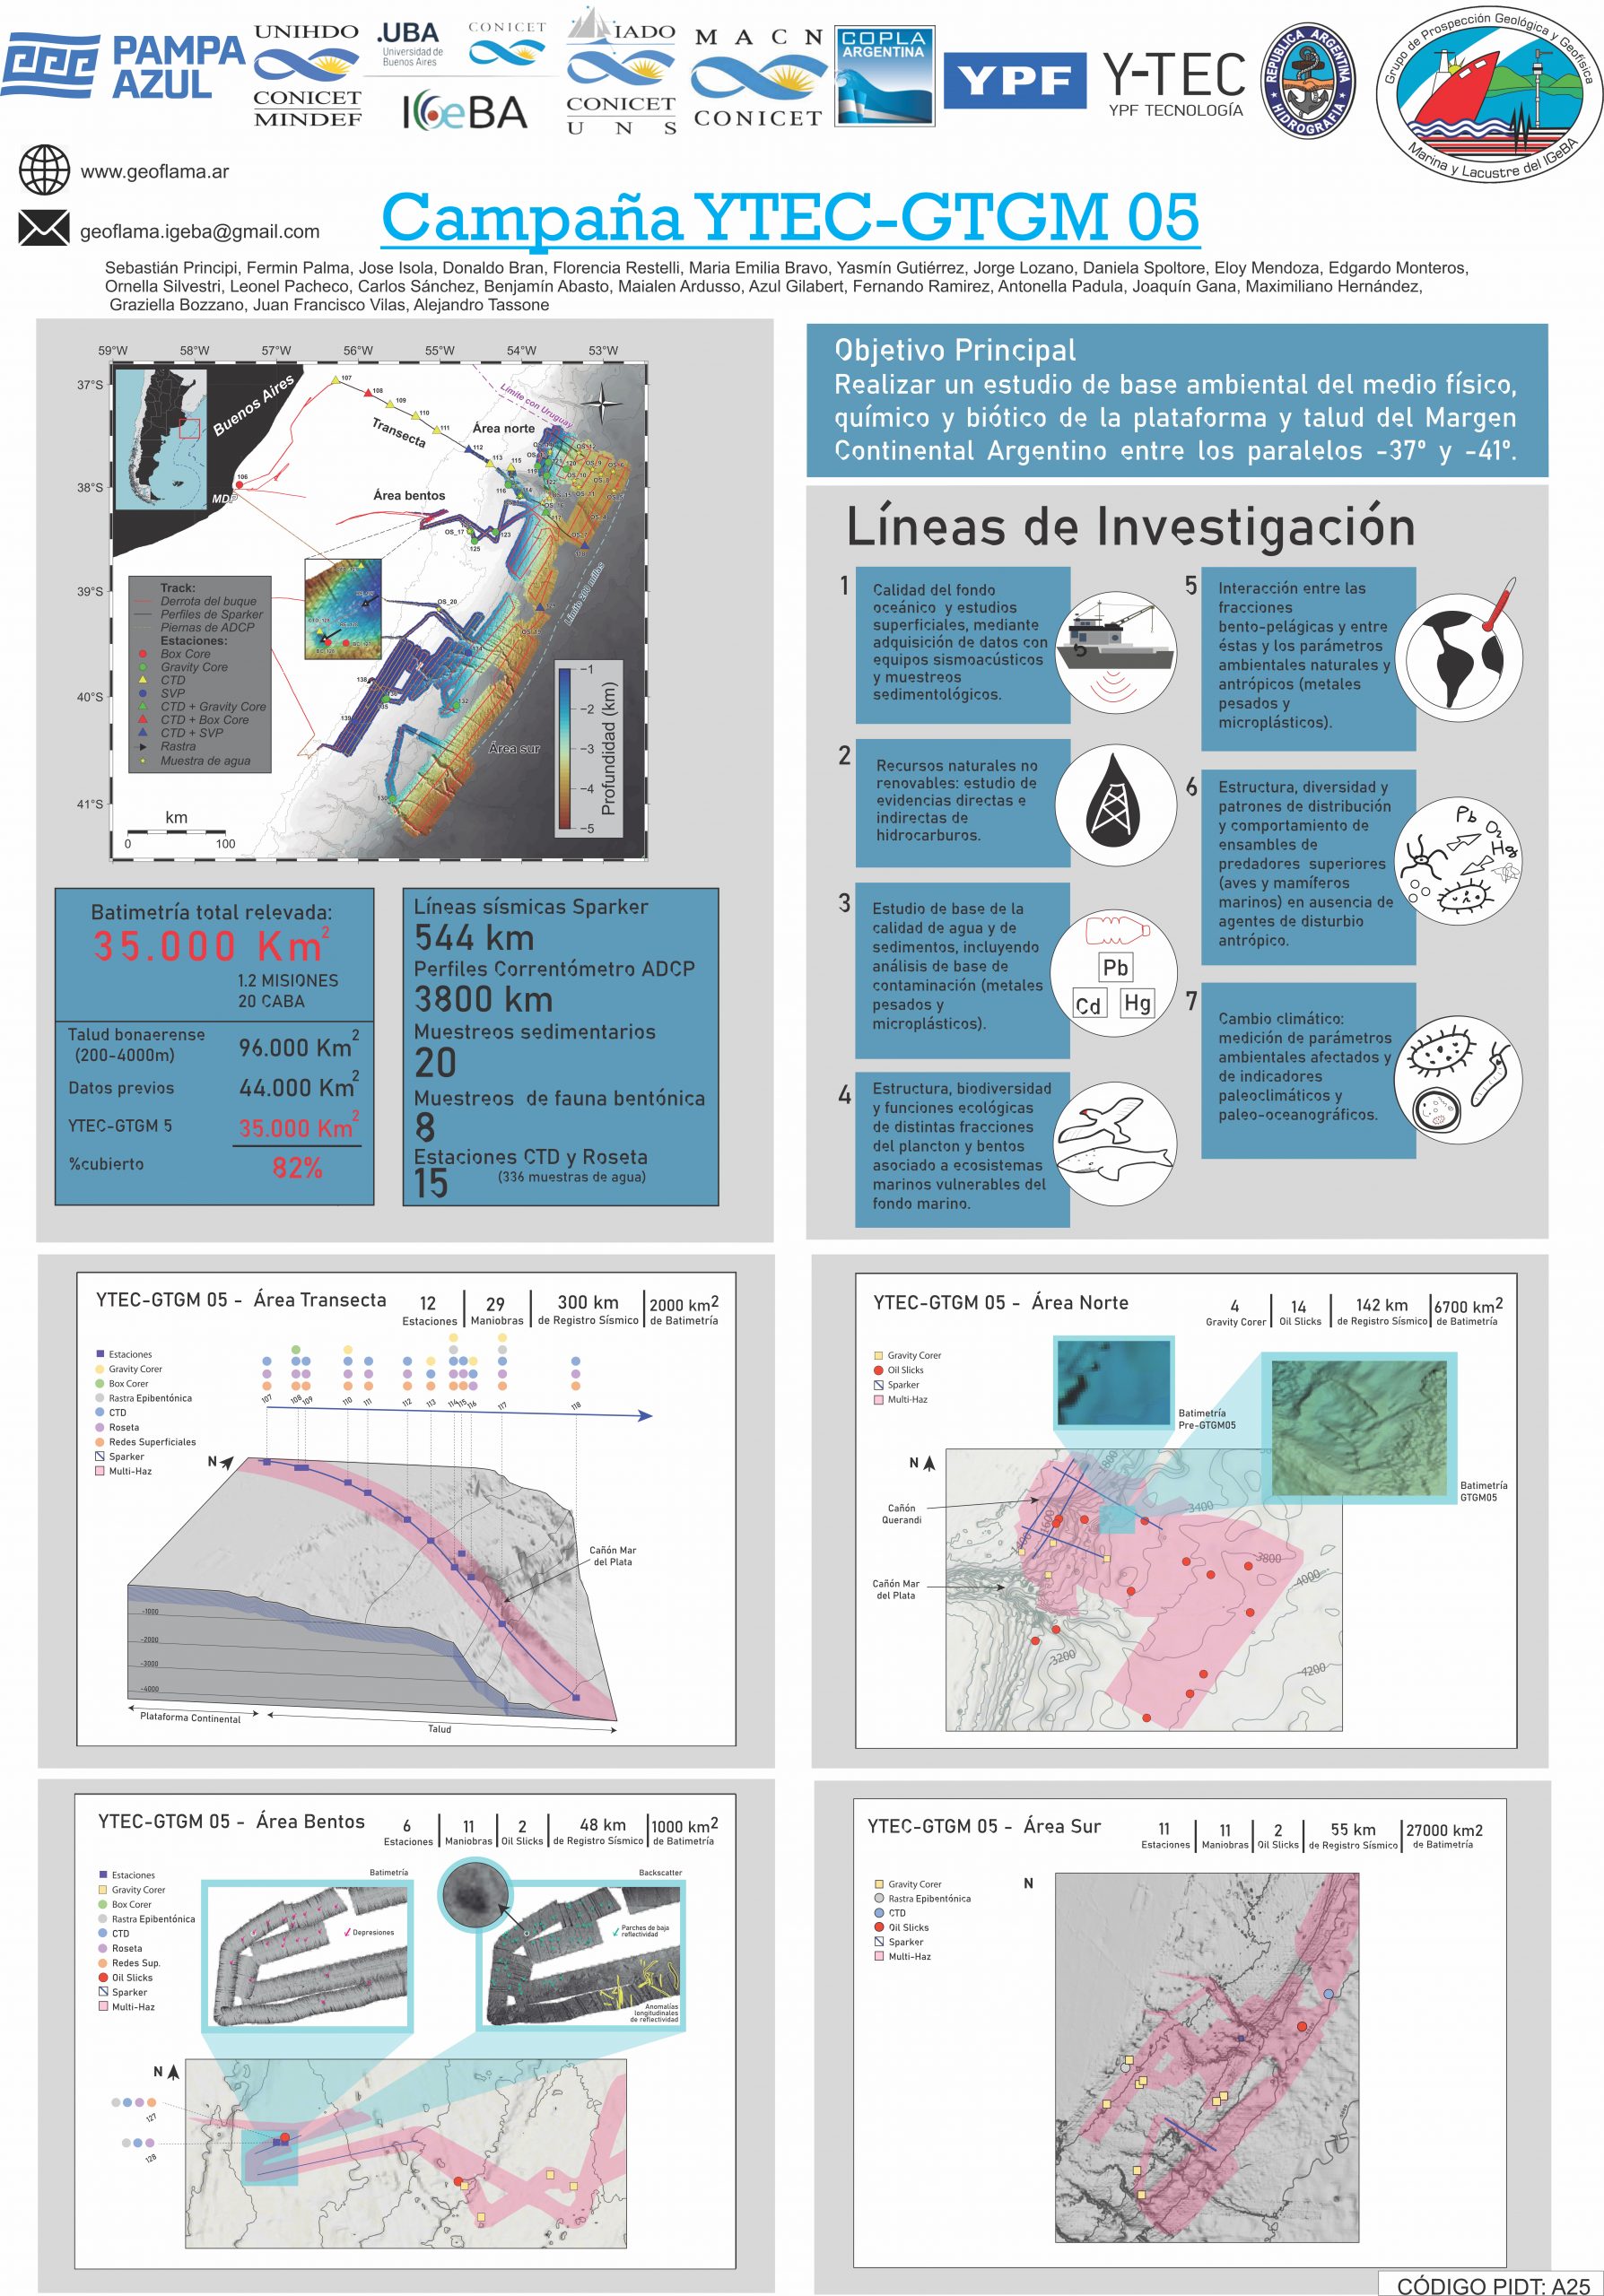 PAMPA AZUL
UNIHDO
CONICET
MINDEF
.UBA
Universidad de
Buenos Aires
CONICET
IGeBA
IADO
CONICET
U N S
MACN
CONICET
COPLA
ARGENTINA
YPF
Y-TEC
YPF TECNOLOGÍA
REPUBLICA ARGENTINA
HIDROGRAFIA
Grupo de Prospección Geológica y Geofísica
Marina y Lacustre del IGeBA
www.geoflama.ar
geoflama.igeba@gmail.com
Campaña YTEC-GTGM 05
Sebastián Principi, Fermin Palma, Jose Isola, Donaldo Bran, Florencia Restelli, Maria Emilia Bravo, Yasmín Gutiérrez, Jorge Lozano, Daniela Spoltore, Eloy Mendoza, Edgardo Monteros,
Ornella Silvestri, Leonel Pacheco, Carlos Sánchez, Benjamín Abasto, Maialen Ardusso, Azul Gilabert, Fernando Ramirez, Antonella Padula, Joaquín Gana, Maximiliano Hernández,
Graziella Bozzano, Juan Francisco Vilas, Alejandro Tassone
59°W 58°W 57°W 56°W 55°W 54°W 53°W
37°S
38°S
39°S
40°S
41°S
Buenos Aires
MDP
Límite con Uruguay
Transecta
Área norte
Área bentos
Área sur
Límite 200 millas
106
107
108
109
110
111
112
113
115
116
123
125
OS_17
OS_20
132
138
139
Track:
Derrota del buque
Perfiles de Sparker
Piernas de ADCP
Estaciones:
Box Core
Gravity Core
CTD
SVP
CTD + Gravity Core
CTD + Box Core
CTD + SVP
Rastra
Muestra de agua
km
0 100
Profundidad (km)
−1
−2
−3
−4
−5
Objetivo Principal
Realizar un estudio de base ambiental del medio físico,
químico y biótico de la plataforma y talud del Margen
Continental Argentino entre los paralelos -37º y -41º.
Líneas de Investigación
1
Calidad del fondo
oceánico y estudios
superficiales, mediante
adquisición de datos con
equipos sismoacústicos
y muestreos
sedimentológicos.
2
Recursos naturales no
renovables: estudio de
evidencias directas e
indirectas de
hidrocarburos.
3
Estudio de base de la
calidad de agua y de
sedimentos, incluyendo
análisis de base de
contaminación (metales
pesados y
microplásticos).
Pb
Cd Hg
4
Estructura, biodiversidad
y funciones ecológicas
de distintas fracciones
del plancton y bentos
asociado a ecosistemas
marinos vulnerables del
fondo marino.
5
Interacción entre las
fracciones
bento-pelágicas y entre
éstas y los parámetros
ambientales naturales y
antrópicos (metales
pesados y
microplásticos).
6
Estructura, diversidad y
patrones de distribución
y comportamiento de
ensambles de
predadores superiores
(aves y mamíferos
marinos) en ausencia de
agentes de disturbio
antrópico.
Pb O2 Hg
7
Cambio climático:
medición de parámetros
ambientales afectados y
de indicadores
paleoclimáticos y
paleo-oceanográficos.
Batimetría total relevada:
35.000 Km2
1.2 MISIONES
20 CABA
Talud bonaerense
(200-4000m)
96.000 Km2
Datos previos 44.000 Km2
YTEC-GTGM 5 35.000 Km2
%cubierto 82%
Líneas sísmicas Sparker
544 km
Perfiles Correntómetro ADCP
3800 km
Muestreos sedimentarios
20
Muestreos de fauna bentónica
8
Estaciones CTD y Roseta
15 (336 muestras de agua)
YTEC-GTGM 05 - Área Transecta
12 Estaciones
29 Maniobras
300 km de Registro Sísmico
2000 km2 de Batimetría
Estaciones
Gravity Corer
Box Corer
Rastra Epibentónica
CTD
Roseta
Redes Superficiales
Sparker
Multi-Haz
107 108 109 110 111 112 113 114 115 116 117 118
N
Cañón Mar
del Plata
-1000
-2000
-3000
-4000
Plataforma Continental
Talud
YTEC-GTGM 05 - Área Norte
4 Gravity Corer
14 Oil Slicks
142 km de Registro Sísmico
6700 km2 de Batimetría
Gravity Corer
Oil Slicks
Sparker
Multi-Haz
Batimetría
Pre-GTGM05
Batimetría
GTGM05
N
Cañón
Querandi
Cañón Mar
del Plata
1600
3400
3800
4000
3200
4200
YTEC-GTGM 05 - Área Bentos
6 Estaciones
11 Maniobras
2 Oil Slicks
48 km de Registro Sísmico
1000 km2 de Batimetría
Estaciones
Gravity Corer
Box Corer
Rastra Epibentónica
CTD
Roseta
Redes Sup.
Oil Slicks
Sparker
Multi-Haz
Batimetría
Depresiones
Backscatter
Parches de baja
reflectividad
Anomalías
longitudinales
de reflectividad
N
127
128
YTEC-GTGM 05 - Área Sur
11 Estaciones
11 Maniobras
2 Oil Slicks
55 km de Registro Sísmico
27000 km2 de Batimetría
Gravity Corer
Rastra Epibentónica
CTD
Oil Slicks
Sparker
Multi-Haz
N
CÓDIGO PIDT: A25